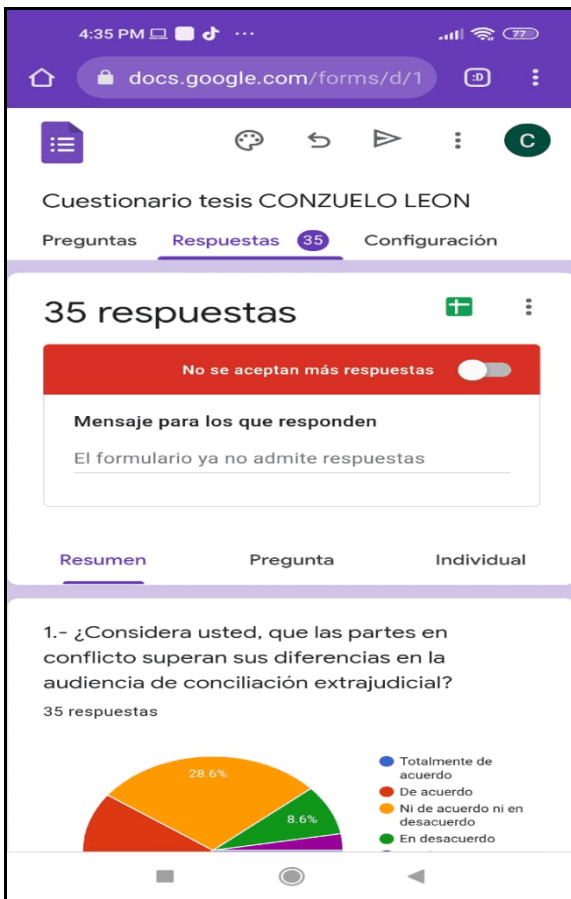 4:35 PM
77
docs.google.com/forms/d/1
:D
C
Cuestionario tesis CONZUELO LEON
Preguntas Respuestas 35 Configuración
35 respuestas
No se aceptan más respuestas
Mensaje para los que responden
El formulario ya no admite respuestas
Resumen Pregunta Individual
1.- ¿Considera usted, que las partes en
conflicto superan sus diferencias en la
audiencia de conciliación extrajudicial?
35 respuestas
28.6%
8.6%
Totalmente de
acuerdo
De acuerdo
Ni de acuerdo ni en
desacuerdo
En desacuerdo